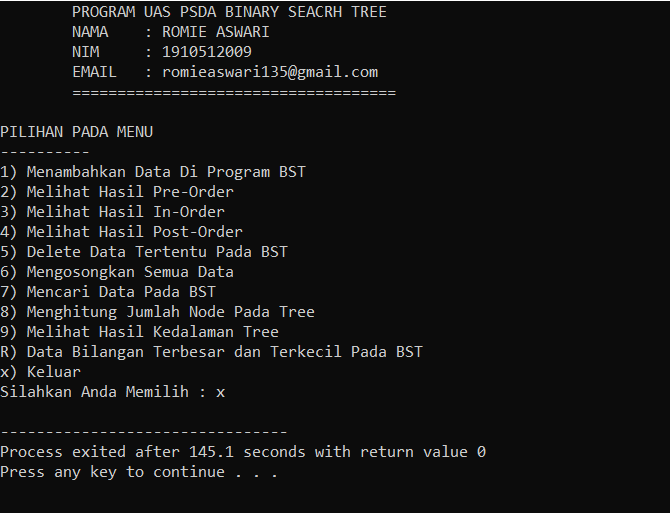 PROGRAM UAS PSDA BINARY SEACRH TREE
NAMA : ROMIE ASWARI
NIM : 1910512009
EMAIL : romieaswari135@gmail.com
====================================
PILIHAN PADA MENU
----------
1) Menambahkan Data Di Program BST
2) Melihat Hasil Pre-Order
3) Melihat Hasil In-Order
4) Melihat Hasil Post-Order
5) Delete Data Tertentu Pada BST
6) Mengosongkan Semua Data
7) Mencari Data Pada BST
8) Menghitung Jumlah Node Pada Tree
9) Melihat Hasil Kedalaman Tree
R) Data Bilangan Terbesar dan Terkecil Pada BST
x) Keluar
Silahkan Anda Memilih : x
--------------------------------
Process exited after 145.1 seconds with return value 0
Press any key to continue . . .